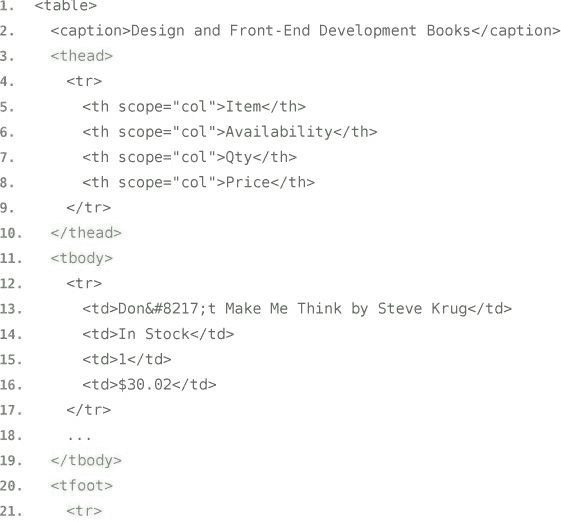 1. <table>
2. <caption>Design and Front-End Development Books</caption>
3. <thead>
4. <tr>
5. <th scope="col">Item</th>
6. <th scope="col">Availability</th>
7. <th scope="col">Qty</th>
8. <th scope="col">Price</th>
9. </tr>
10. </thead>
11. <tbody>
12. <tr>
13. <td>Don&#8217;t Make Me Think by Steve Krug</td>
14. <td>In Stock</td>
15. <td>1</td>
16. <td>$30.02</td>
17. </tr>
18. ...
19. </tbody>
20. <tfoot>
21. <tr>